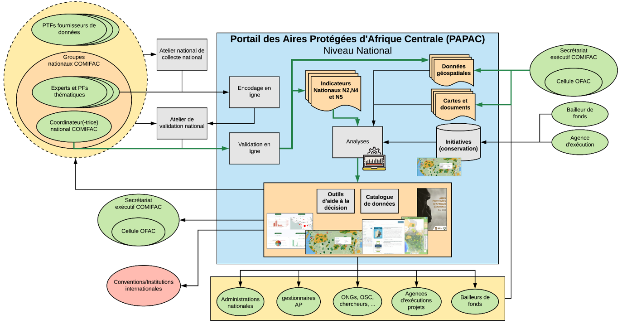 Portail des Aires Protégées d'Afrique Centrale (PAPAC)
Niveau National
PTFs fournisseurs de
données
Groupes
nationaux COMIFAC
Experts et PFs
thématiques
Coordinateur(-trice)
national COMIFAC
Atelier national de
collecte national
Encodage en
ligne
Atelier de
validation national
Validation en
ligne
Indicateurs
Nationaux N2,N4
et N5
Données
géospatiales
Cartes et
documents
Analyses
Initiatives
(conservation)
Secrétariat
exécutif COMIFAC
Cellule OFAC
Bailleur de
fonds
Agence
d'exécution
Outils
d'aide à la
décision
Catalogue
de données
Secrétariat
exécutif COMIFAC
Cellule OFAC
Conventions/Institutions
internationales
Administrations
nationales
gestionnaires
AP
ONGs, OSC,
chercheurs, ...
Agences
d'exécutions
projets
Bailleurs de
fonds